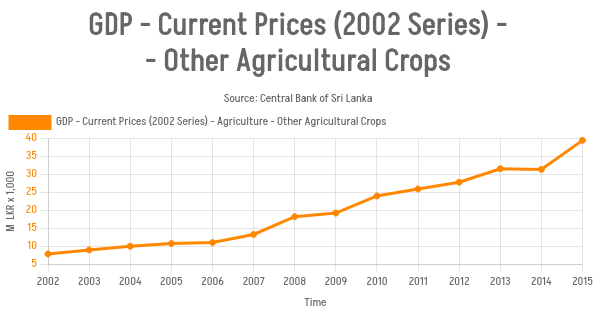 GDP - Current Prices (2002 Series) -
- Other Agricultural Crops
Source: Central Bank of Sri Lanka
GDP - Current Prices (2002 Series) - Agriculture - Other Agricultural Crops
M LKR x 1,000
40
35
30
25
20
15
10
5
2002 2003 2004 2005 2006 2007 2008 2009 2010 2011 2012 2013 2014 2015
Time